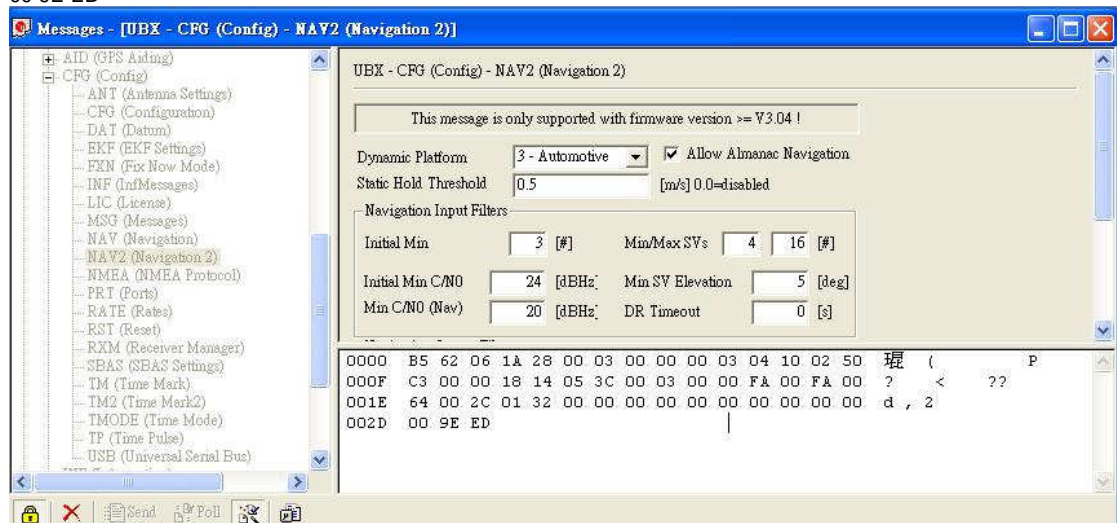 Messages - [UBX - CFG (Config) - NAV2 (Navigation 2)]
AID (GPS Aiding)
CFG (Config)
ANT (Antenna Settings)
CFG (Configuration)
DAT (Datum)
EKF (EKF Settings)
FXN (Fix Now Mode)
INF (InfMessages)
LIC (License)
MSG (Messages)
NAV (Navigation)
NAV2 (Navigation 2)
NMEA (NMEA Protocol)
PRT (Ports)
RATE (Rates)
RST (Reset)
RXM (Receiver Manager)
SBAS (SBAS Settings)
TM (Time Mark)
TM2 (Time Mark2)
TMODE (Time Mode)
TP (Time Pulse)
USB (Universal Serial Bus)
UBX - CFG (Config) - NAV2 (Navigation 2)
This message is only supported with firmware version >= V3.04 !
Dynamic Platform 3 - Automotive Allow Almanac Navigation
Static Hold Threshold 0.5 [m/s] 0.0=disabled
Navigation Input Filters
Initial Min 3 [#] Min/Max SVs 4 16 [#]
Initial Min C/N0 24 [dBHz] Min SV Elevation 5 [deg]
Min C/N0 (Nav) 20 [dBHz] DR Timeout 0 [s]
0000 B5 62 06 1A 28 00 03 00 00 00 03 04 10 02 50 琨 ( P
000F C3 00 00 18 14 05 3C 00 03 00 00 FA 00 FA 00 ? < ??
001E 64 00 2C 01 32 00 00 00 00 00 00 00 00 00 00 d , 2
002D 00 9E ED
Send Poll